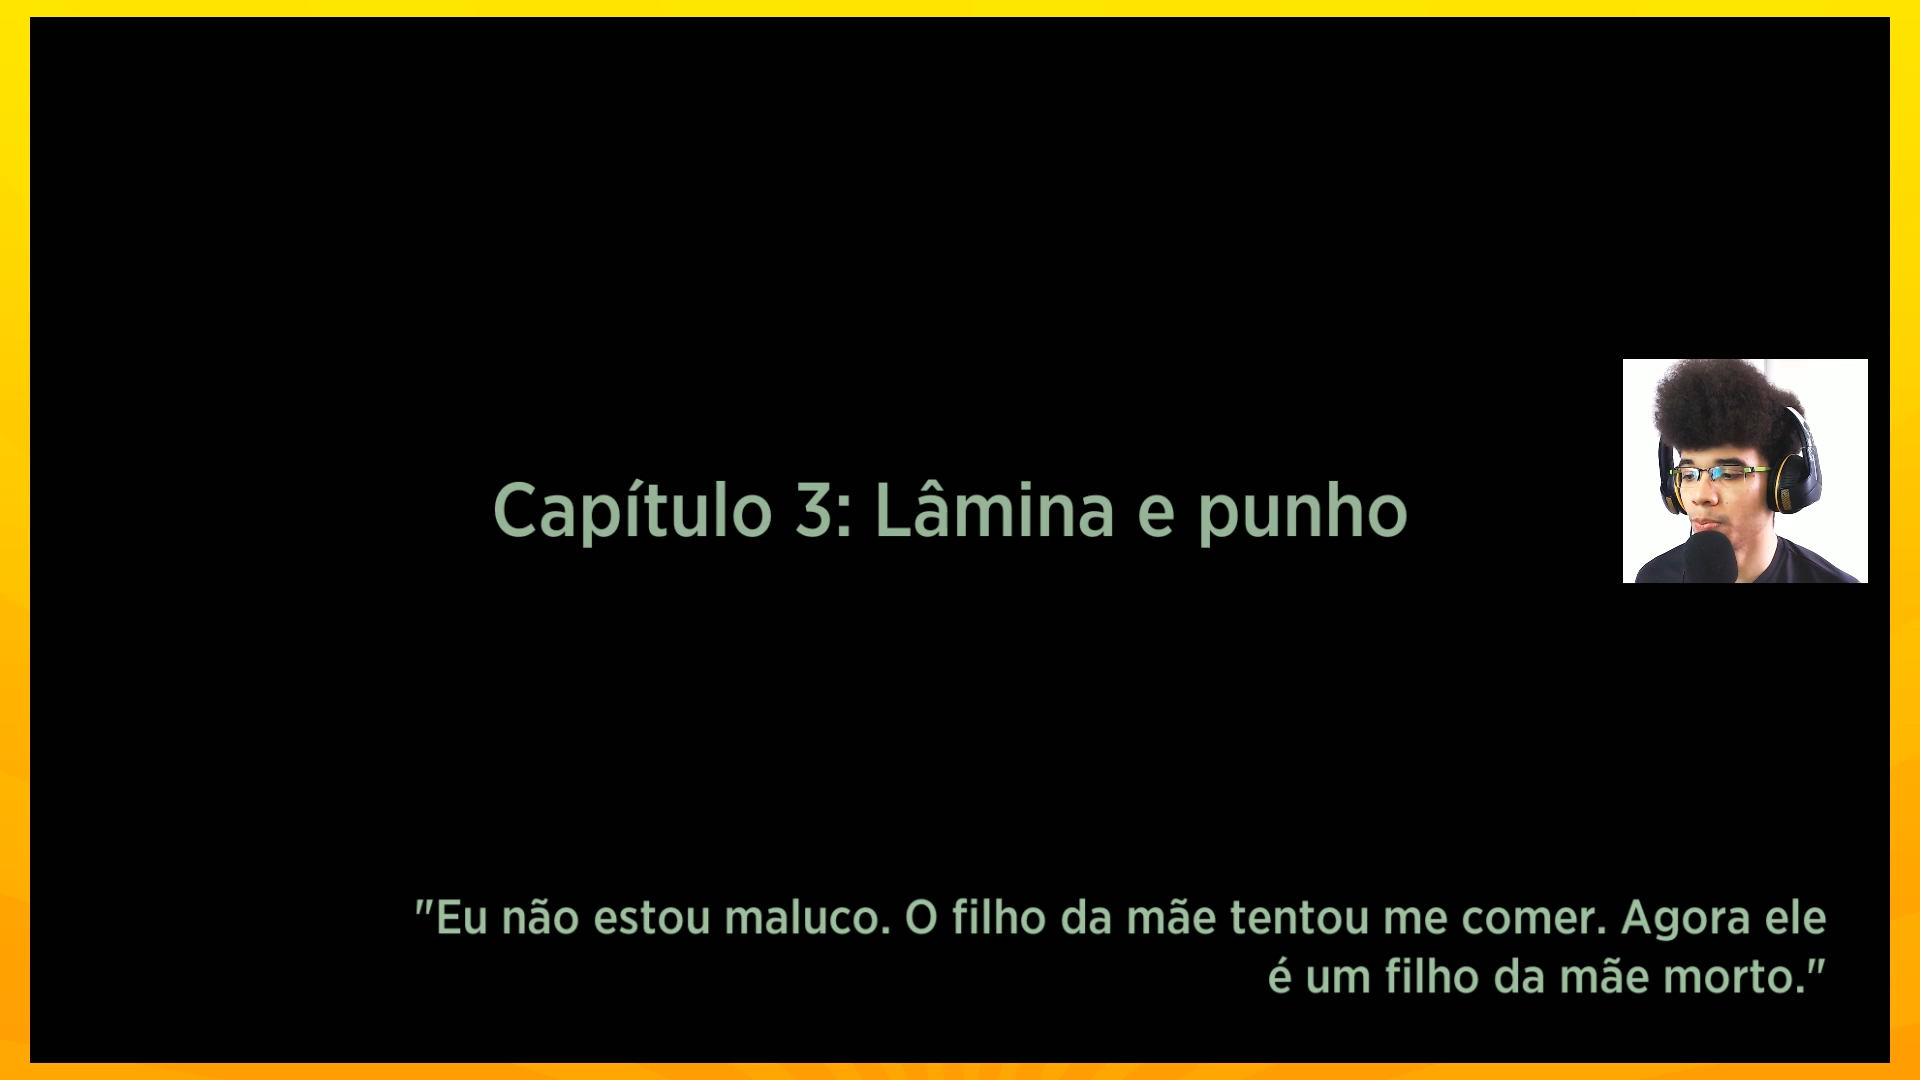 Capítulo 3: Lâmina e punho
"Eu não estou maluco. O filho da mãe tentou me comer. Agora ele
é um filho da mãe morto."